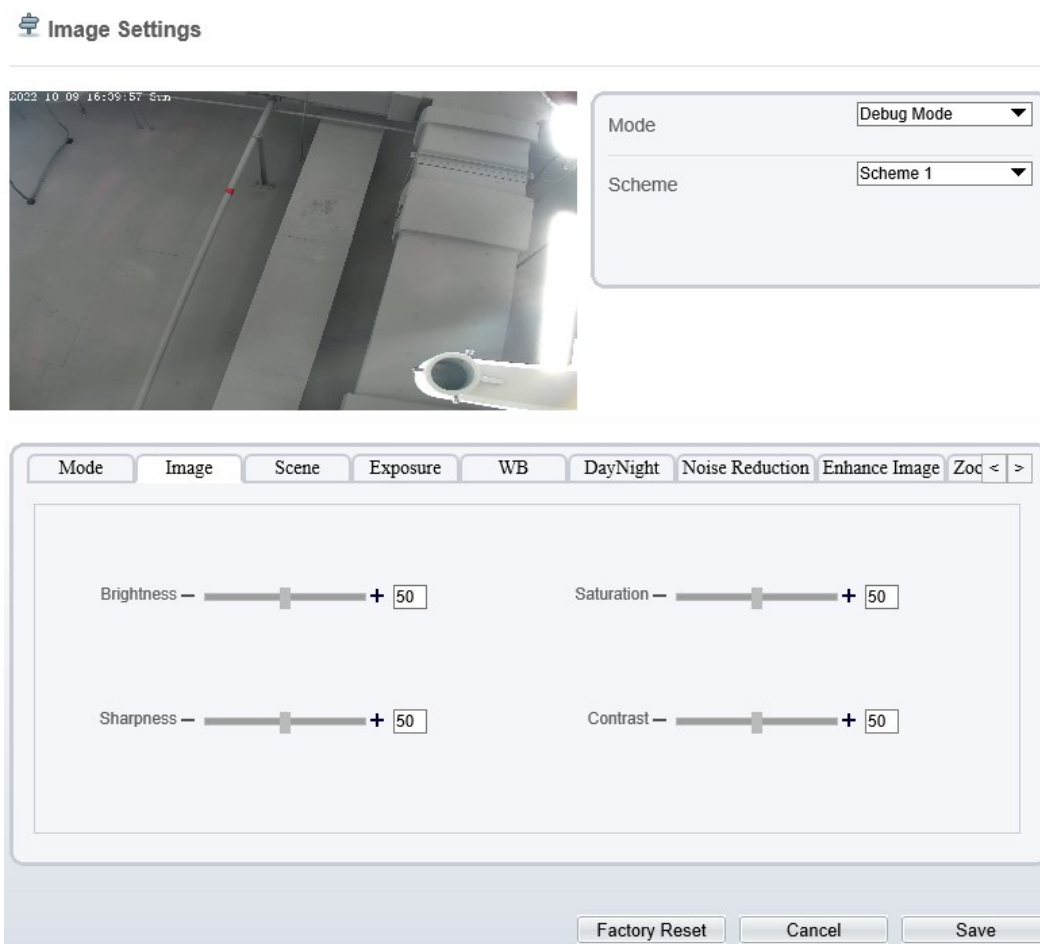 Image Settings
2022 10 09 16:39:57 Sun
Mode
Debug Mode
Scheme
Scheme 1
Mode Image Scene Exposure WB DayNight Noise Reduction Enhance Image Zoo < >
Brightness − + 50 Saturation − + 50
Sharpness − + 50 Contrast − + 50
Factory Reset Cancel Save